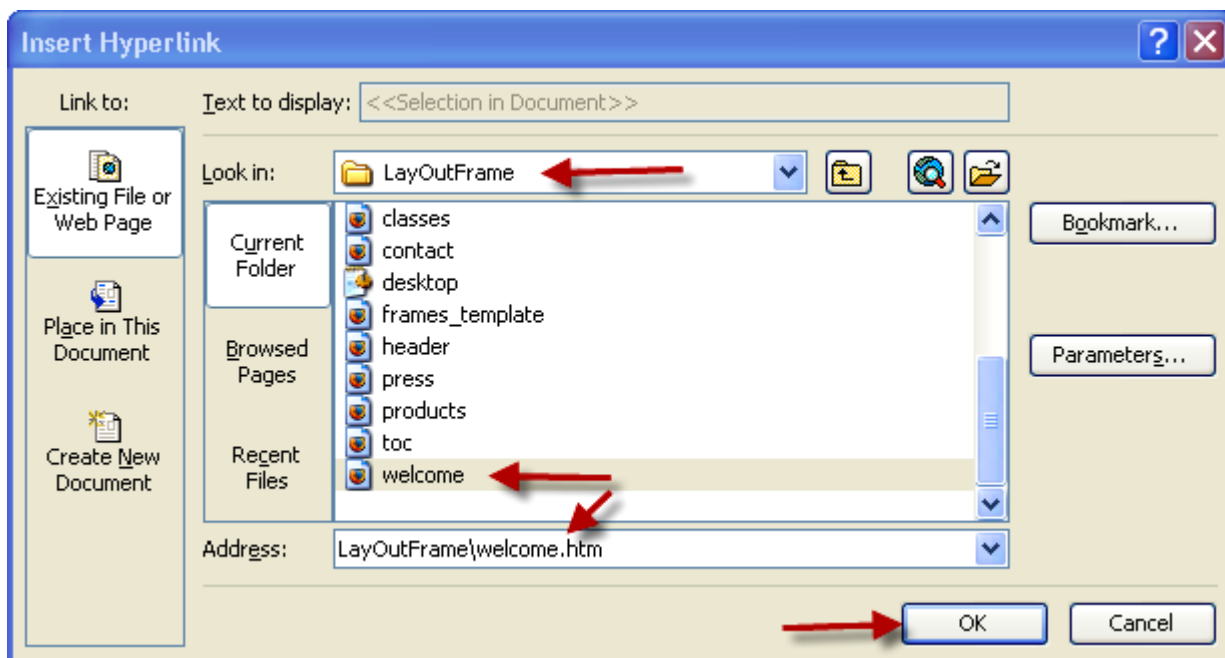 Insert Hyperlink
Link to:
Text to display: <<Selection in Document>>
Existing File or
Web Page
Look in: LayOutFrame
Current
Folder
Browsed
Pages
Recent
Files
classes
contact
desktop
frames_template
header
press
products
toc
welcome
Bookmark...
Parameters...
Place in This
Document
Create New
Document
Address: LayOutFrame\welcome.htm
OK
Cancel